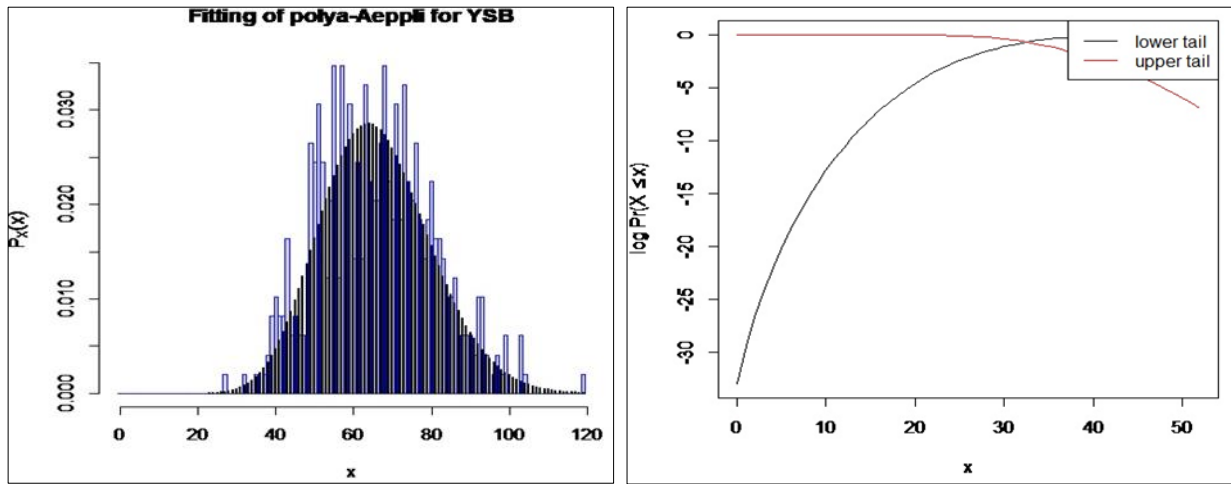 Fitting of polya-Aeppli for YSB
0.030
0.020
0.010
0.000
Pₓ(x)
0 20 40 60 80 100 120
x
lower tail
upper tail
0
-5
-10
-15
-20
-25
-30
log Pr(X ≤x)
0 10 20 30 40 50
x